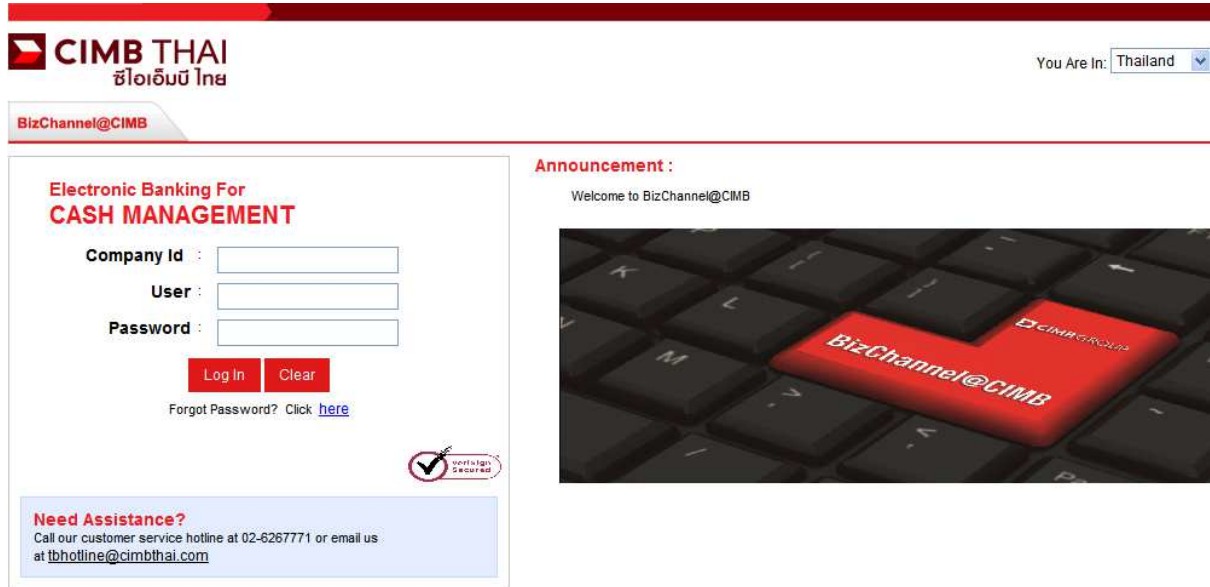 CIMB THAI
ซีไอเอ็มบี ไทย
You Are In: Thailand
BizChannel@CIMB
Electronic Banking For
CASH MANAGEMENT
Company Id :
User :
Password :
Log In Clear
Forgot Password? Click here
verisign
Secured
Need Assistance?
Call our customer service hotline at 02-6267771 or email us
at tbhotline@cimbthai.com
Announcement :
Welcome to BizChannel@CIMB
K
L
M
CIMB GROUP
BizChannel@CIMB